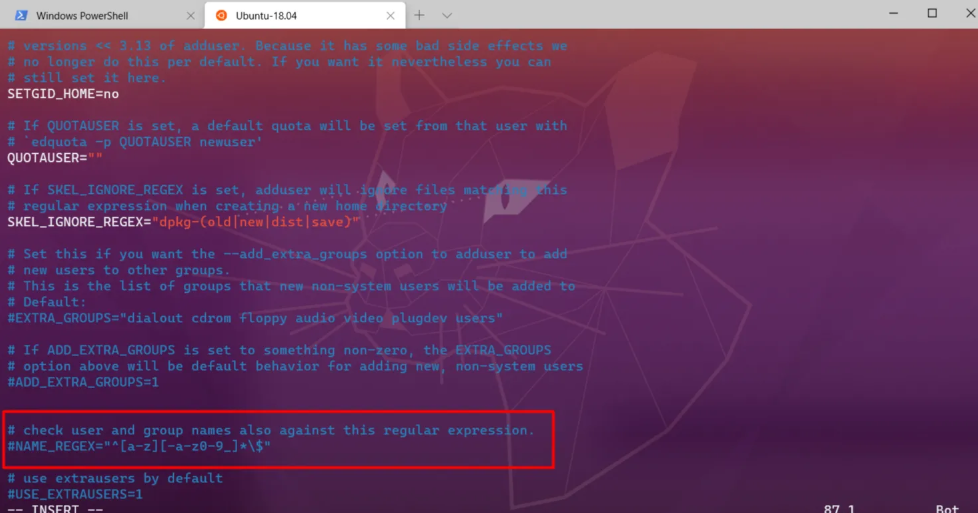 Windows PowerShell
Ubuntu-18.04
# versions << 3.13 of adduser. Because it has some bad side effects we
# no longer do this per default. If you want it nevertheless you can
# still set it here.
SETGID_HOME=no
# If QUOTAUSER is set, a default quota will be set from that user with
# `edquota -p QUOTAUSER newuser'
QUOTAUSER=""
# If SKEL_IGNORE_REGEX is set, adduser will ignore files matching this
# regular expression when creating a new home directory
SKEL_IGNORE_REGEX="dpkg-(old|new|dist|save)"
# Set this if you want the --add_extra_groups option to adduser to add
# new users to other groups.
# This is the list of groups that new non-system users will be added to
# Default:
#EXTRA_GROUPS="dialout cdrom floppy audio video plugdev users"
# If ADD_EXTRA_GROUPS is set to something non-zero, the EXTRA_GROUPS
# option above will be default behavior for adding new, non-system users
#ADD_EXTRA_GROUPS=1
# check user and group names also against this regular expression.
#NAME_REGEX="^[a-z][-a-z0-9_]*\$"
# use extrausers by default
#USE_EXTRAUSERS=1
-- INSERT -- 87,1 Bot